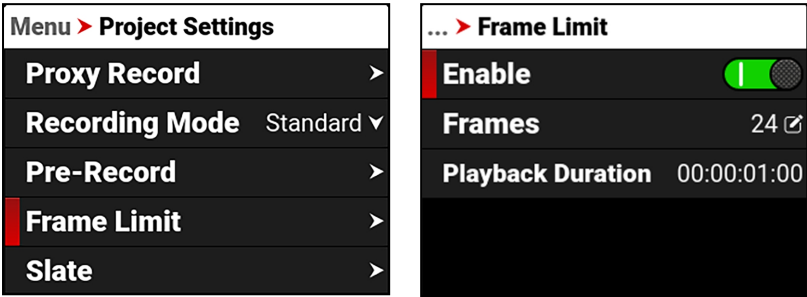 Menu > Project Settings
Proxy Record >
Recording Mode Standard
Pre-Record >
Frame Limit >
Slate >
... > Frame Limit
Enable
Frames 24
Playback Duration 00:00:01:00